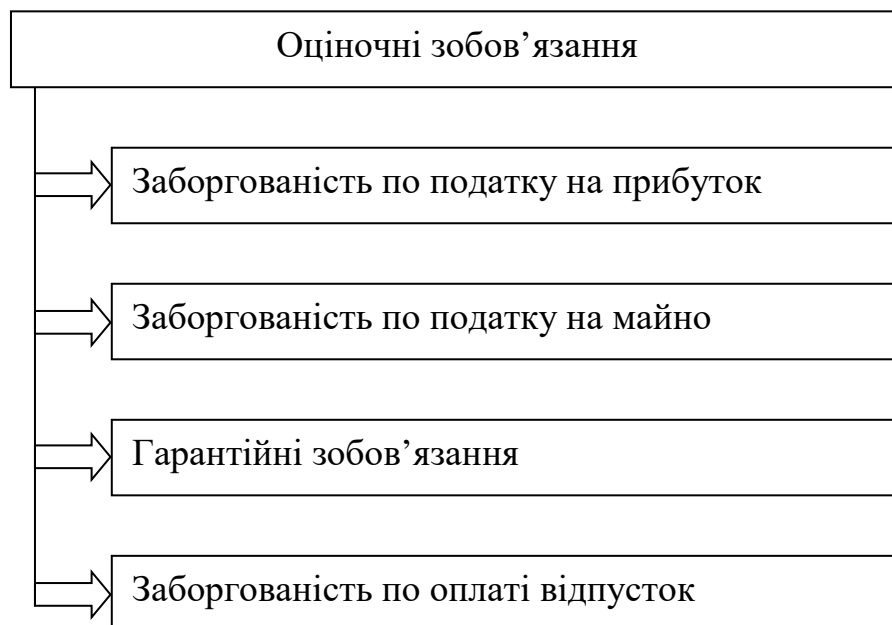 Оціночні зобов’язання
Заборгованість по податку на прибуток
Заборгованість по податку на майно
Гарантійні зобов’язання
Заборгованість по оплаті відпусток